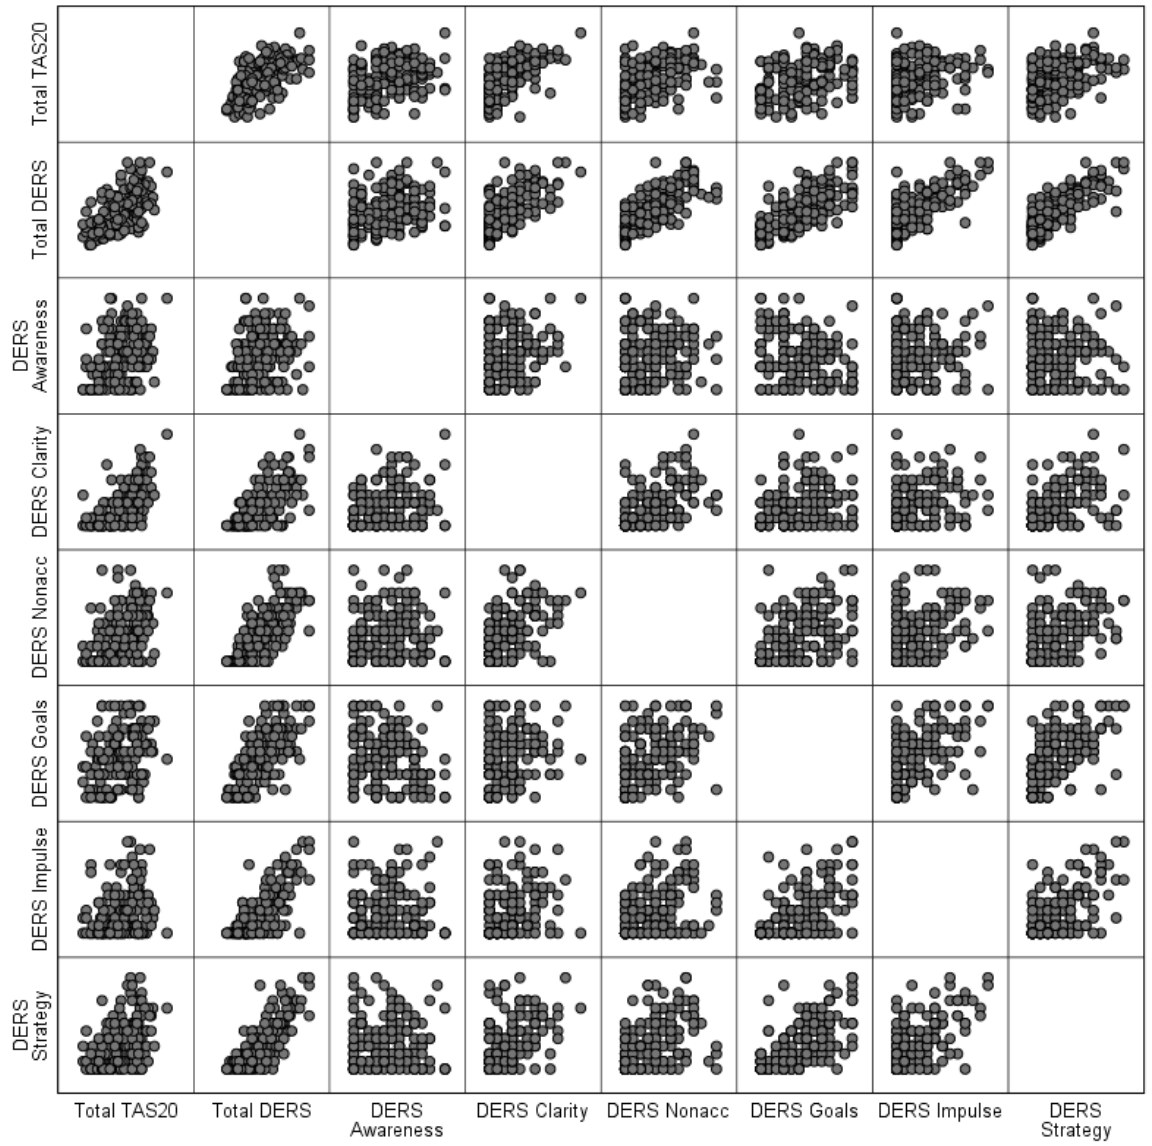 Total TAS20
Total DERS
DERS
Awareness
DERS Clarity
DERS Nonacc
DERS Goals
DERS Impulse
DERS
Strategy
Total TAS20
Total DERS
DERS
Awareness
DERS Clarity
DERS Nonacc
DERS Goals
DERS Impulse
DERS
Strategy